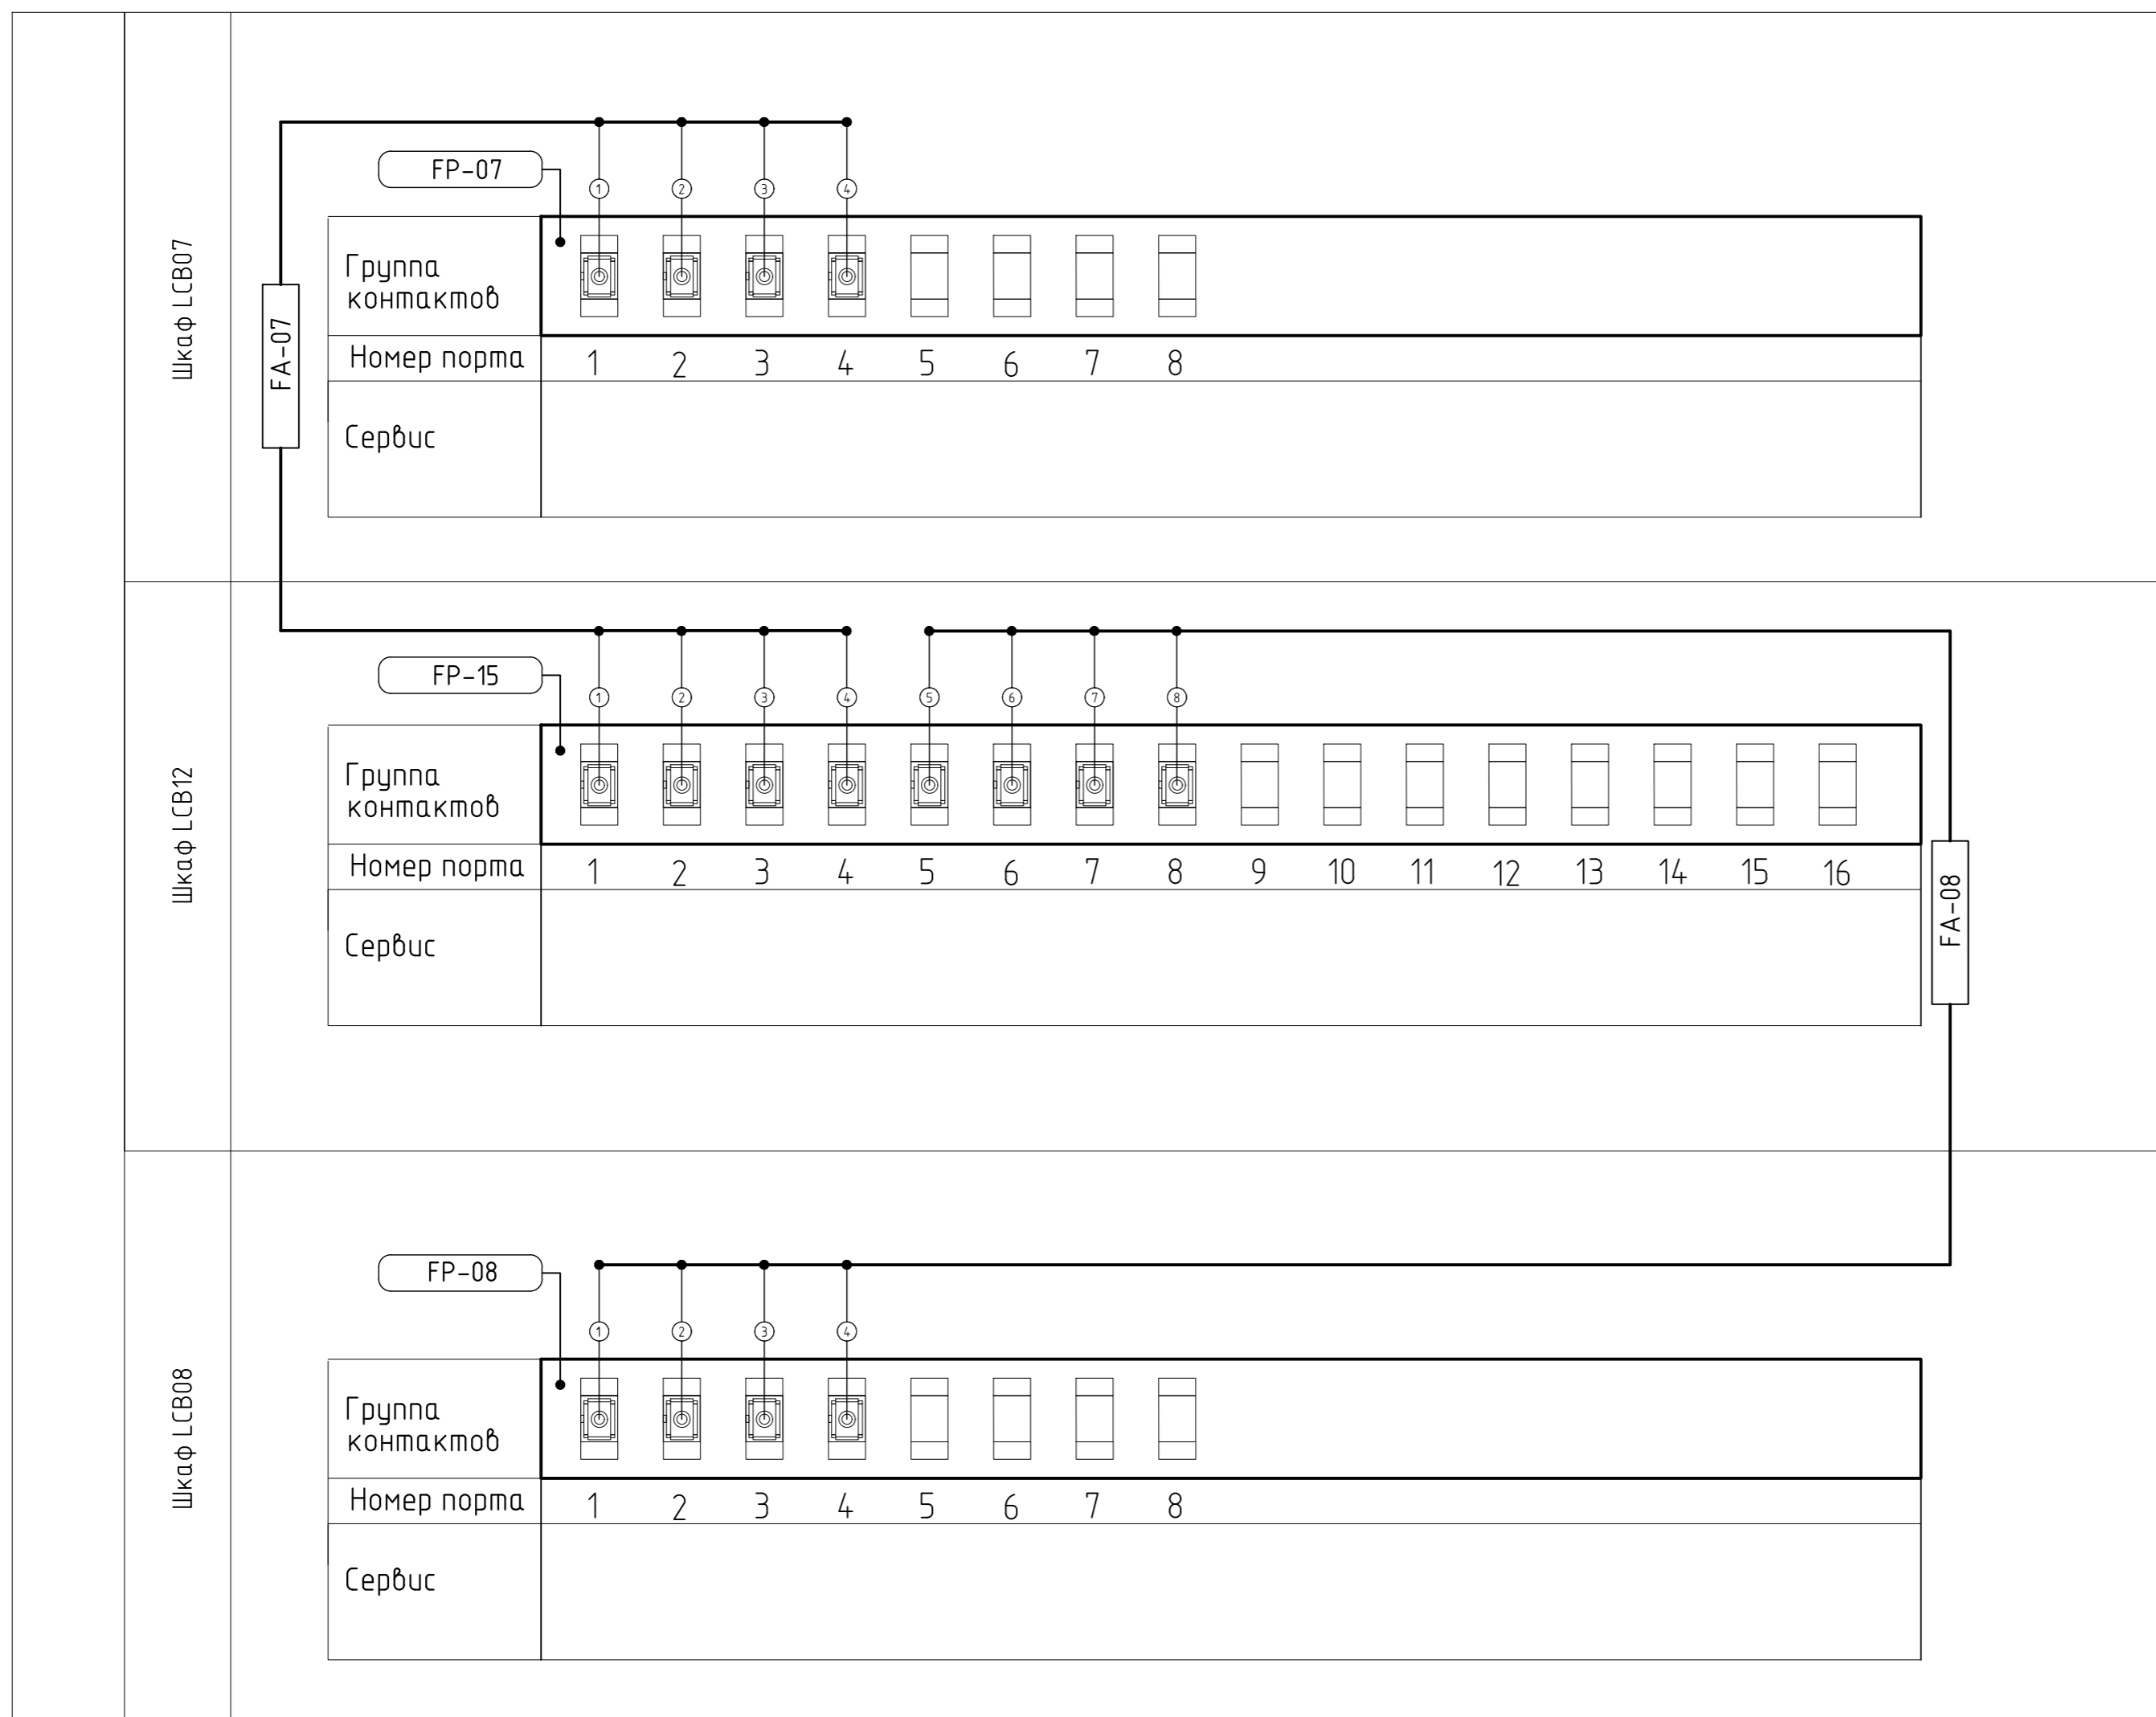 Шкаф LCB07
FA-07
FP-07
1 2 3 4
Группа
контактов
Номер порта 1 2 3 4 5 6 7 8
Сервис
Шкаф LCB12
FP-15
1 2 3 4 5 6 7 8
Группа
контактов
Номер порта 1 2 3 4 5 6 7 8 9 10 11 12 13 14 15 16
Сервис
FA-08
Шкаф LCB08
FP-08
1 2 3 4
Группа
контактов
Номер порта 1 2 3 4 5 6 7 8
Сервис